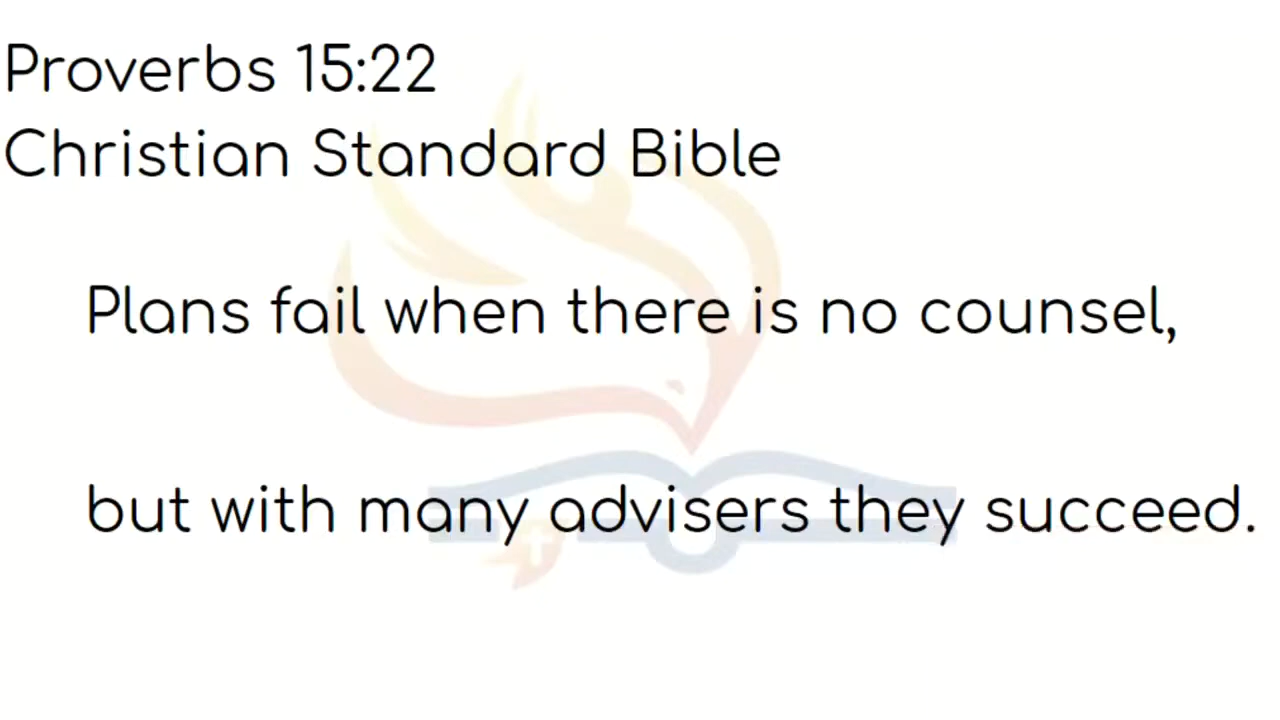 Proverbs 15:22
Christian Standard Bible
Plans fail when there is no counsel,
but with many advisers they succeed.